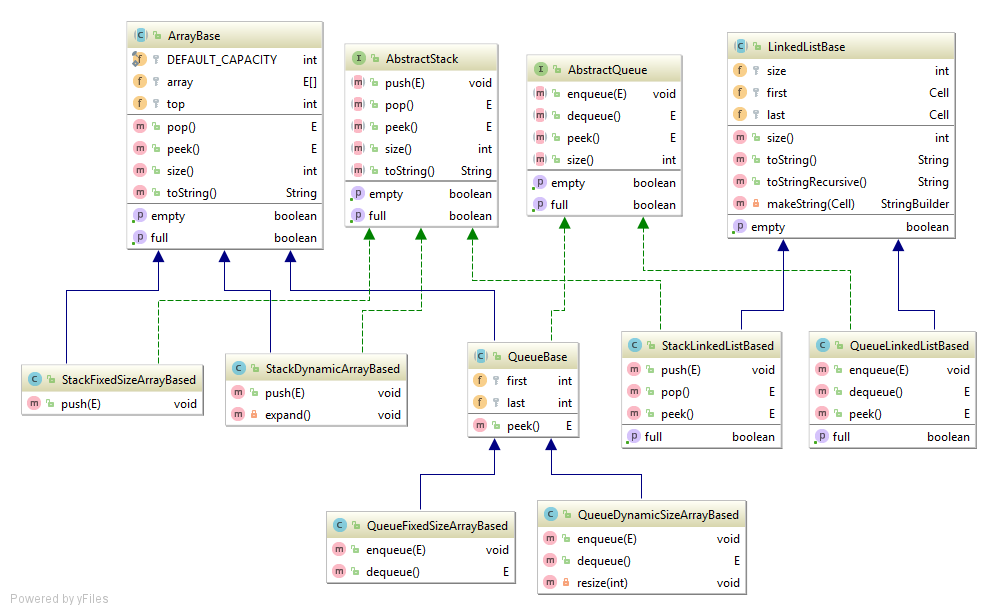 C ArrayBase
f DEFAULT_CAPACITY int
f array E[]
f top int
m pop() E
m peek() E
m size() int
m toString() String
p empty boolean
p full boolean
I AbstractStack
m push(E) void
m pop() E
m peek() E
m size() int
m toString() String
p empty boolean
p full boolean
I AbstractQueue
m enqueue(E) void
m dequeue() E
m peek() E
m size() int
p empty boolean
p full boolean
C LinkedListBase
f size int
f first Cell
f last Cell
m size() int
m toString() String
m toStringRecursive() String
m makeString(Cell) StringBuilder
p empty boolean
C StackFixedSizeArrayBased
m push(E) void
C StackDynamicArrayBased
m push(E) void
m expand() void
C QueueBase
f first int
f last int
m peek() E
C StackLinkedListBased
m push(E) void
m pop() E
m peek() E
p full boolean
C QueueLinkedListBased
m enqueue(E) void
m dequeue() E
m peek() E
p full boolean
C QueueFixedSizeArrayBased
m enqueue(E) void
m dequeue() E
C QueueDynamicSizeArrayBased
m enqueue(E) void
m dequeue() E
m resize(int) void
Powered by yFiles